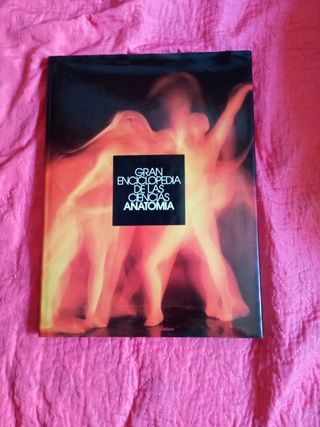 GRAN
ENCICLOPEDIA
DE LAS
CIENCIAS
ANATOMIA